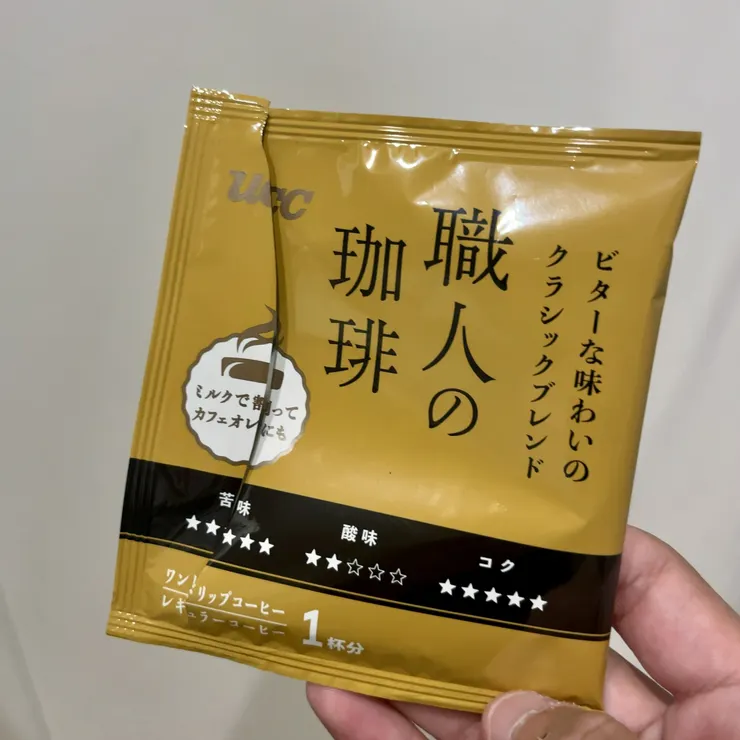 ucc
ビターな味わいの
クラシックブレンド
職人の
珈琲
ミルクで割って
カフェオレにも
苦味
★★★★★
酸味
★★☆☆☆
コク
★★★★★
ワンドリップコーヒー
レギュラーコーヒー
1杯分